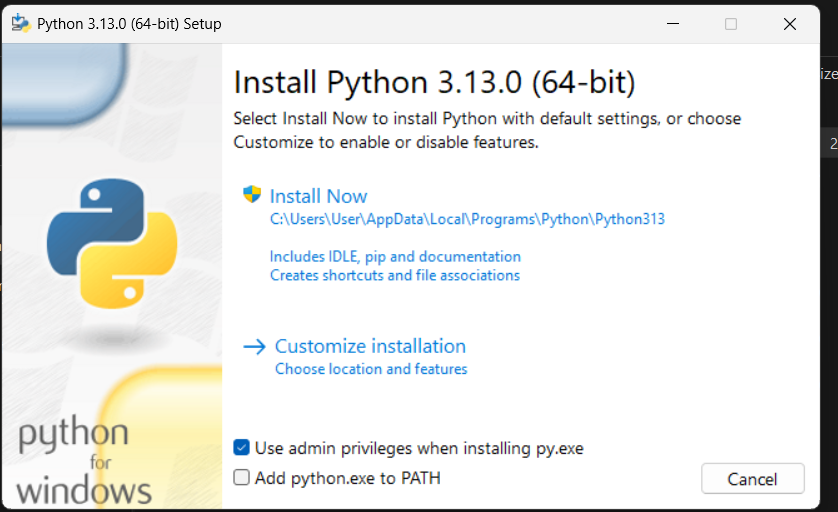 Python 3.13.0 (64-bit) Setup
Install Python 3.13.0 (64-bit)
Select Install Now to install Python with default settings, or choose
Customize to enable or disable features.
Install Now
C:\Users\User\AppData\Local\Programs\Python\Python313
Includes IDLE, pip and documentation
Creates shortcuts and file associations
Customize installation
Choose location and features
Use admin privileges when installing py.exe
Add python.exe to PATH
Cancel
python
for
windows
ize
2